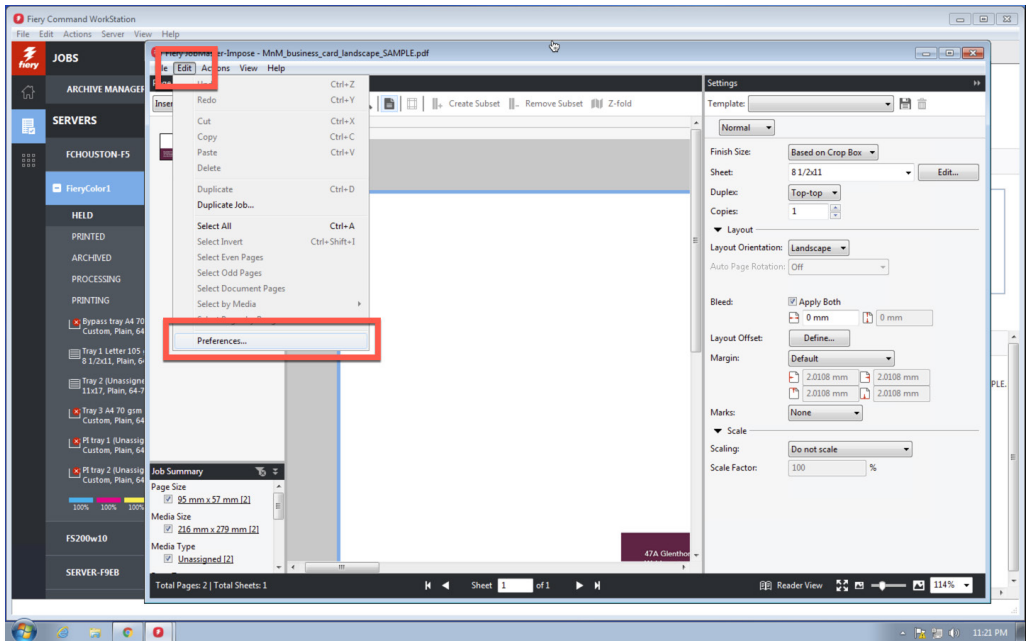 Fiery Command WorkStation
File Edit Actions Server View Help
fiery
JOBS
ARCHIVE MANAGER
SERVERS
FCHOUSTON-F5
FieryColor1
HELD
PRINTED
ARCHIVED
PROCESSING
PRINTING
Bypass tray A4 70
Custom, Plain, 64
Tray 1 Letter 105
8 1/2x11, Plain, 64
Tray 2 (Unassigne
11x17, Plain, 64-7
Tray 3 A4 70 gsm
Custom, Plain, 64
PI tray 1 (Unassig
Custom, Plain, 64
PI tray 2 (Unassig
Custom, Plain, 64
100% 100% 100%
FS200w10
SERVER-F9EB
Fiery JobMaster-Impose - MnM_business_card_landscape_SAMPLE.pdf
Edit Actions View Help
Ctrl+Z
Redo Ctrl+Y
Cut Ctrl+X
Copy Ctrl+C
Paste Ctrl+V
Delete
Duplicate Ctrl+D
Duplicate Job...
Select All Ctrl+A
Select Invert Ctrl+Shift+I
Select Even Pages
Select Odd Pages
Select Document Pages
Select by Media
Preferences...
Create Subset Remove Subset Z-fold
47A Glenthor
Job Summary
Page Size
95 mm x 57 mm [2]
Media Size
216 mm x 279 mm [2]
Media Type
Unassigned [2]
Total Pages: 2 | Total Sheets: 1
Sheet 1 of 1
Reader View 114%
Settings
Template:
Normal
Finish Size: Based on Crop Box
Sheet: 8 1/2x11 Edit...
Duplex: Top-top
Copies: 1
Layout
Layout Orientation: Landscape
Auto Page Rotation: Off
Bleed: Apply Both
0 mm 0 mm
Layout Offset: Define...
Margin: Default
2.0108 mm 2.0108 mm
2.0108 mm 2.0108 mm
Marks: None
Scale
Scaling: Do not scale
Scale Factor: 100 %
PLE.
11:21 PM